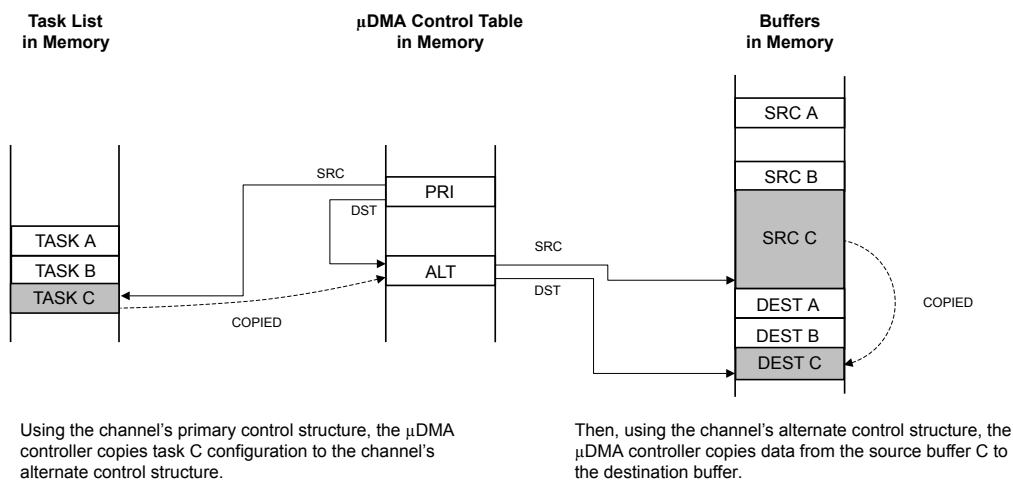 Task List
in Memory
μDMA Control Table
in Memory
Buffers
in Memory
SRC A
SRC B
SRC
PRI
DST
SRC C
TASK A
TASK B
TASK C
ALT
SRC
DST
COPIED
DEST A
DEST B
DEST C
COPIED
Using the channel's primary control structure, the μDMA
controller copies task C configuration to the channel's
alternate control structure.
Then, using the channel's alternate control structure, the
μDMA controller copies data from the source buffer C to
the destination buffer.